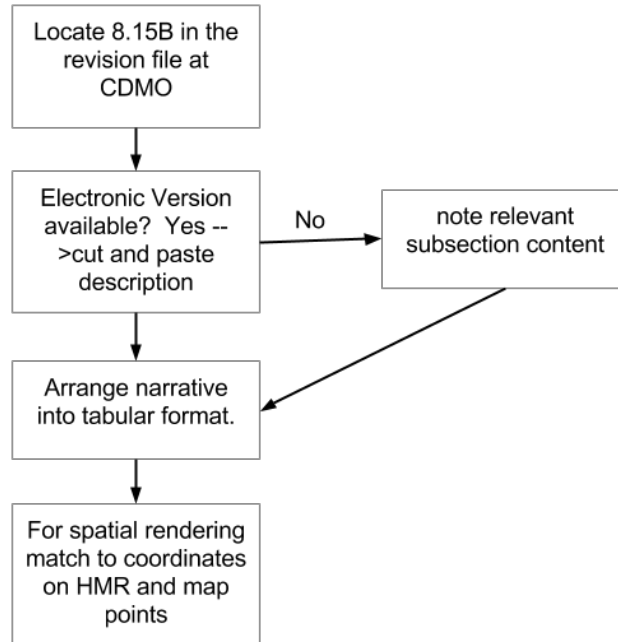 Locate 8.15B in the
revision file at
CDMO
Electronic Version
available?  Yes --
>cut and paste
description
No
note relevant
subsection content
Arrange narrative
into tabular format.
For spatial rendering
match to coordinates
on HMR and map
points